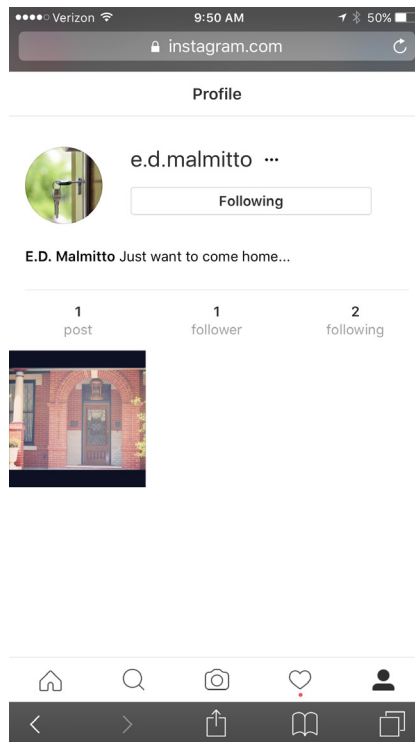 Verizon 9:50 AM 50%
instagram.com
Profile
e.d.malmitto ...
Following
E.D. Malmitto Just want to come home...
1 1 2
post follower following